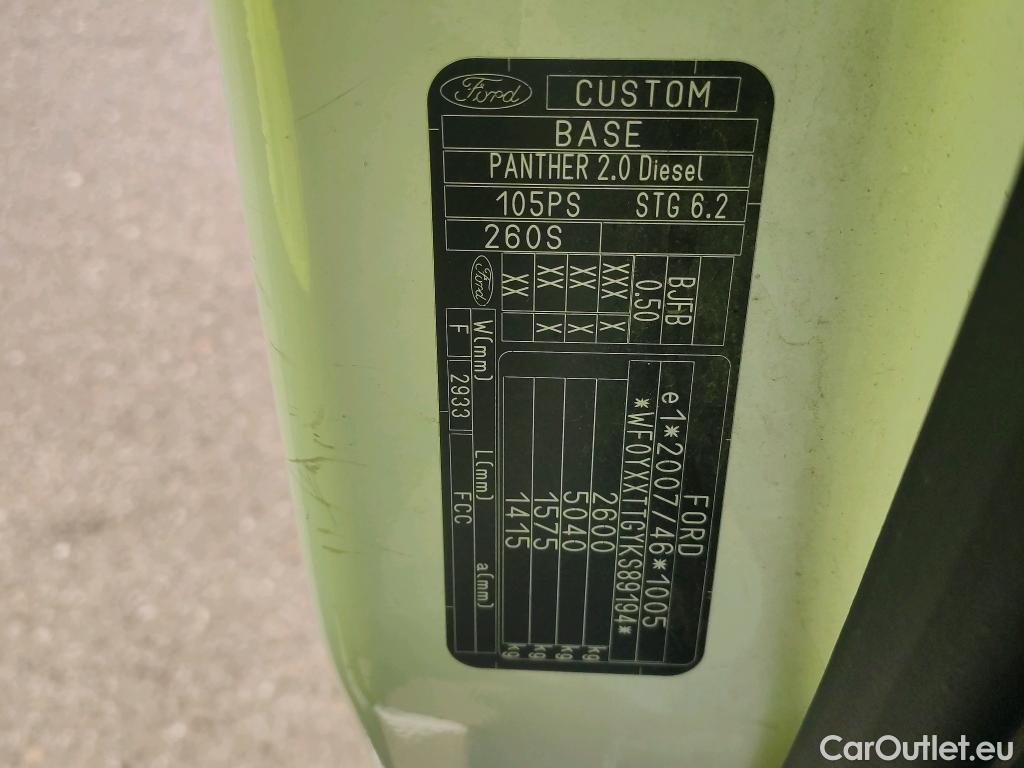 Ford CUSTOM
BASE
PANTHER 2.0 Diesel
105PS STG 6.2
260S
Ford
XX
XX X
XX X
XXX X
0.50
BJFB
FORD
e1*2007/46*1005
*WF0YXXTTGYKS89194*
2600 kg
5040 kg
1575 kg
1415 kg
W(mm) L(mm) a(mm)
F 2933 FCC
CarOutlet.eu